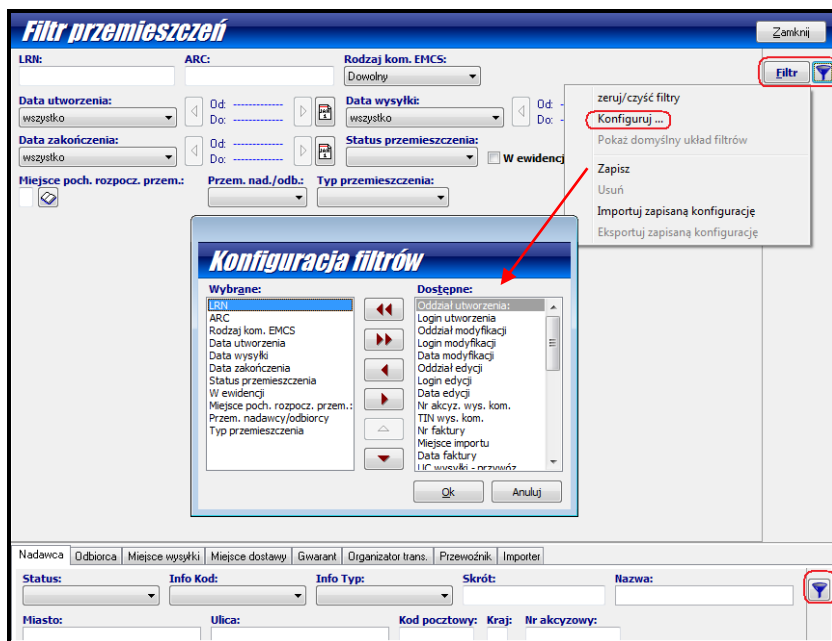 Filtr przemieszczeń
Zamknij
LRN: ARC: Rodzaj kom. EMCS:
Dowolny
Filtr
Data utworzenia: Od: ------------- Data wysyłki: Od: -
wszystko Do: ------------- wszystko Do: -
Data zakończenia: Od: ------------- Status przemieszczenia:
wszystko Do: ------------- W ewidencj
Miejsce poch. rozpocz. przem.: Przem. nad./odb.: Typ przemieszczenia:
zeruj/czyść filtry
Konfiguruj ...
Pokaż domyślny układ filtrów
Zapisz
Usuń
Importuj zapisaną konfigurację
Eksportuj zapisaną konfigurację
Konfiguracja filtrów
Wybrane:
LRN
ARC
Rodzaj kom. EMCS
Data utworzenia
Data wysyłki
Data zakończenia
Status przemieszczenia
W ewidencji
Miejsce poch. rozpocz. przem.:
Przem. nadawcy/odbiorcy
Typ przemieszczenia
Dostępne:
Oddział utworzenia:
Login utworzenia
Oddział modyfikacji
Login modyfikacji
Data modyfikacji
Oddział edycji
Login edycji
Data edycji
Nr akcyz. wys. kom.
TIN wys. kom.
Nr faktury
Miejsce importu
Data faktury
UC wysyłki - przywóz
Ok Anuluj
Nadawca Odbiorca Miejsce wysyłki Miejsce dostawy Gwarant Organizator trans. Przewoźnik Importer
Status: Info Kod: Info Typ: Skrót: Nazwa:
Miasto: Ulica: Kod pocztowy: Kraj: Nr akcyzowy: